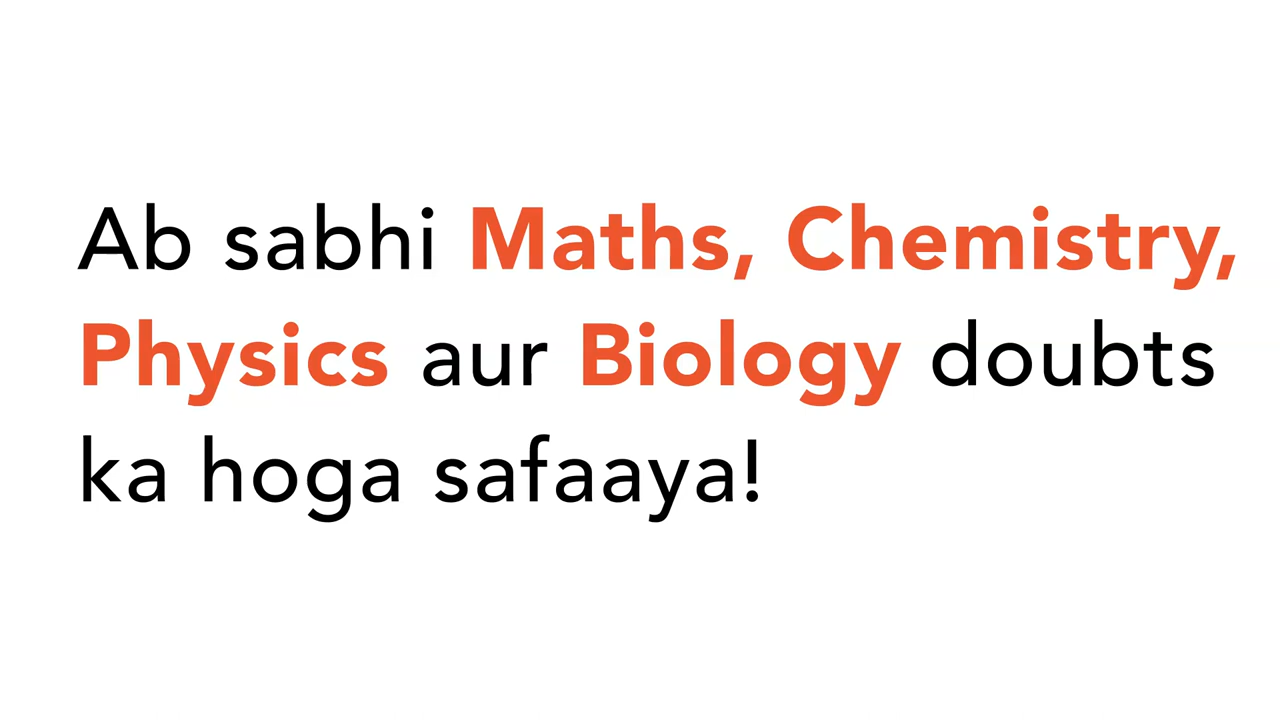 Ab sabhi Maths, Chemistry,
Physics aur Biology doubts
ka hoga safaaya!